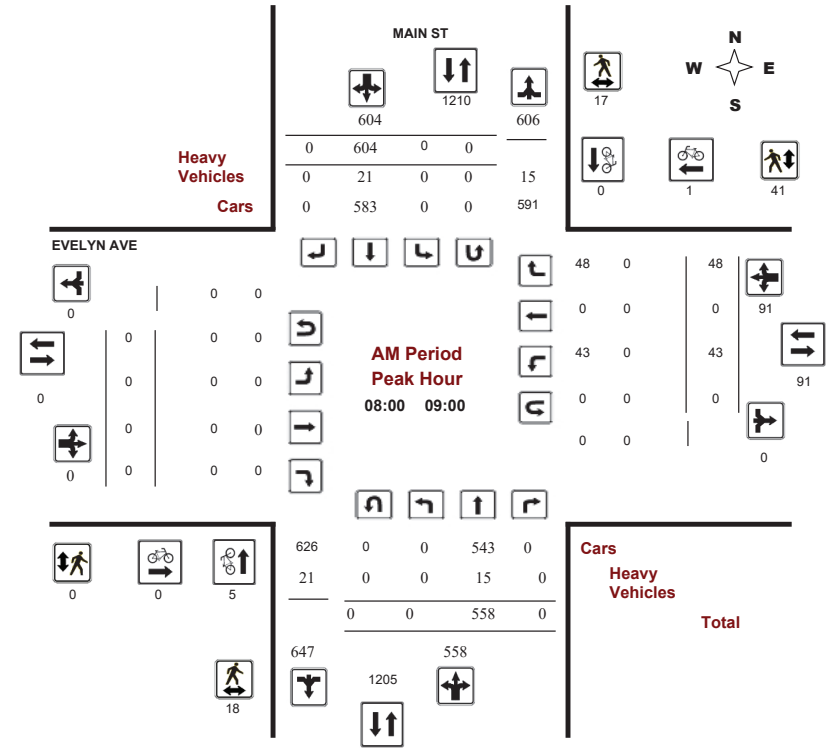 MAIN ST
N
W E
S
1210
17
604 606
0 604 0 0
Heavy
Vehicles
0 21 0 0 15
Cars
0 583 0 0 591
0 1 41
EVELYN AVE
48 0 48
0 0 0
0 0 0 91
0 0 0
0 0 0
AM Period
Peak Hour
08:00 09:00
43 0 43
91
0
0 0 0
0 0 0
0 0 0
0 0 0
0 0
0
0
626 0 0 543 0
Cars
21 0 0 15 0
Heavy
Vehicles
0 0 5
0 0 558 0
Total
647 558
1205
18